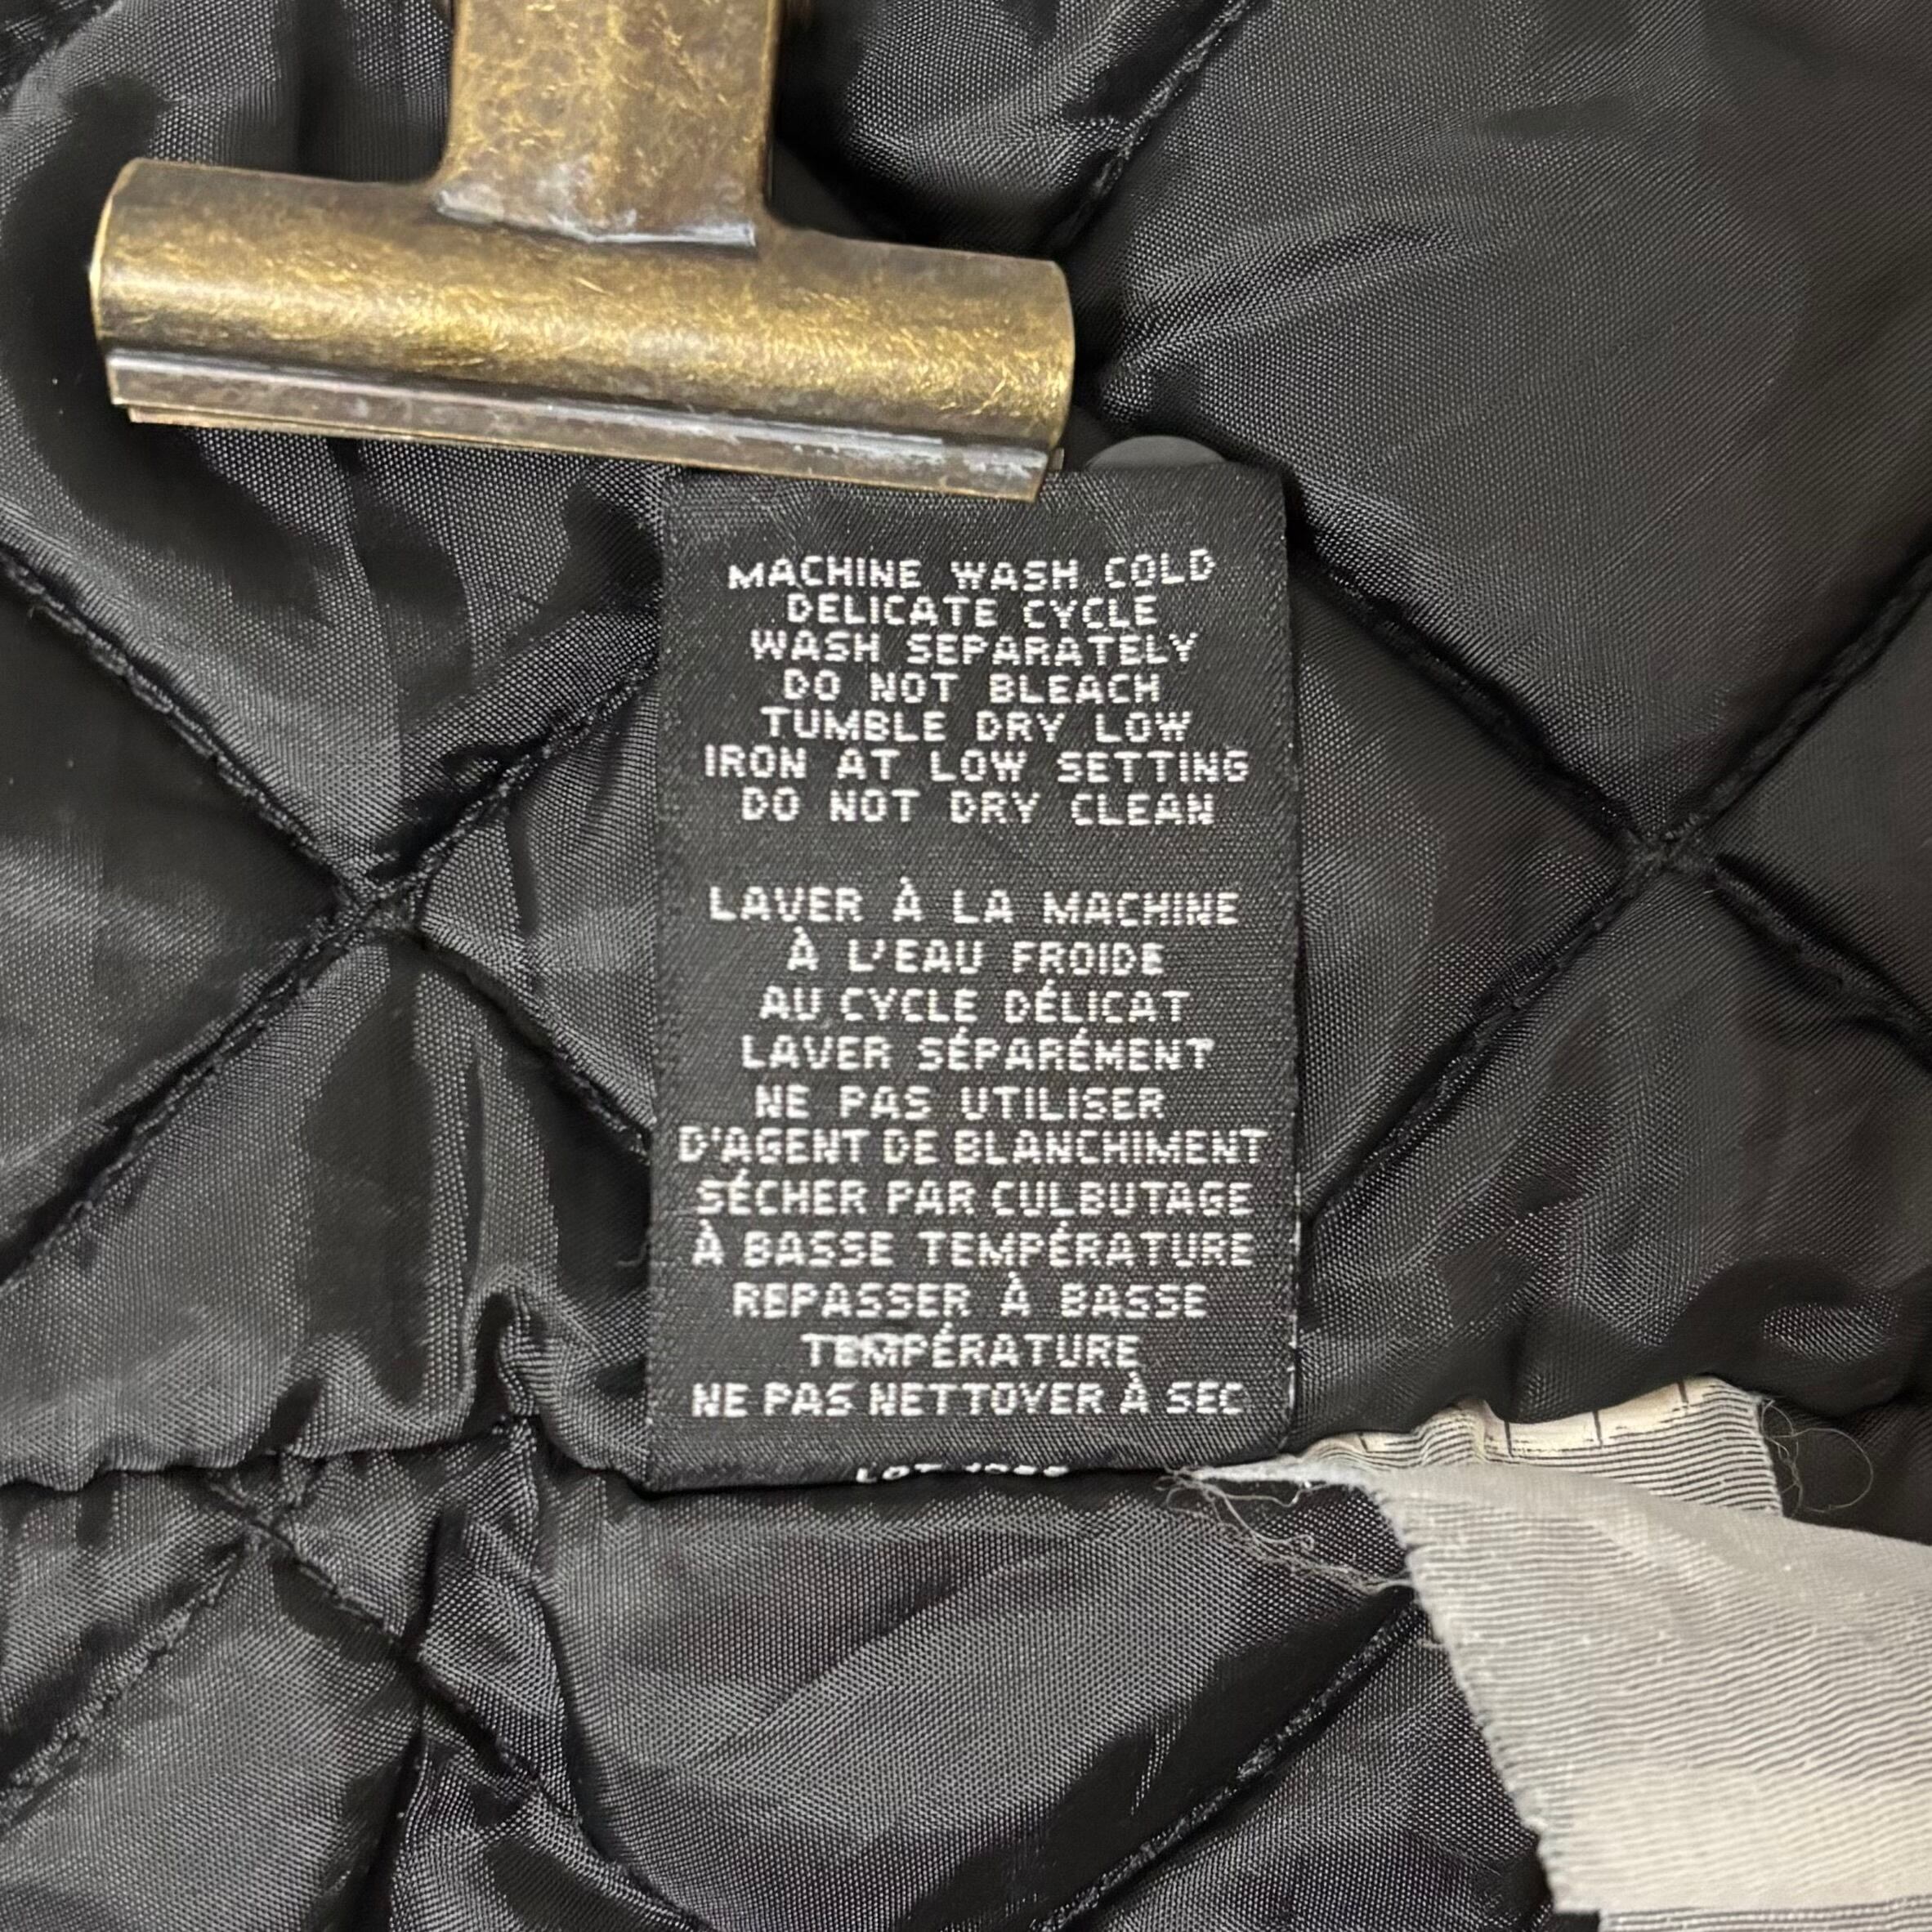 MACHINE WASH COLD
DELICATE CYCLE
WASH SEPARATELY
DO NOT BLEACH
TUMBLE DRY LOW
IRON AT LOW SETTING
DO NOT DRY CLEAN
LAVER À LA MACHINE
À L'EAU FROIDE
AU CYCLE DÉLICAT
LAVER SÉPARÉMENT
NE PAS UTILISER
D'AGENT DE BLANCHIMENT
SÉCHER PAR CULBUTAGE
À BASSE TEMPÉRATURE
REPASSER À BASSE
TEMPÉRATURE
NE PAS NETTOYER À SEC
LOT